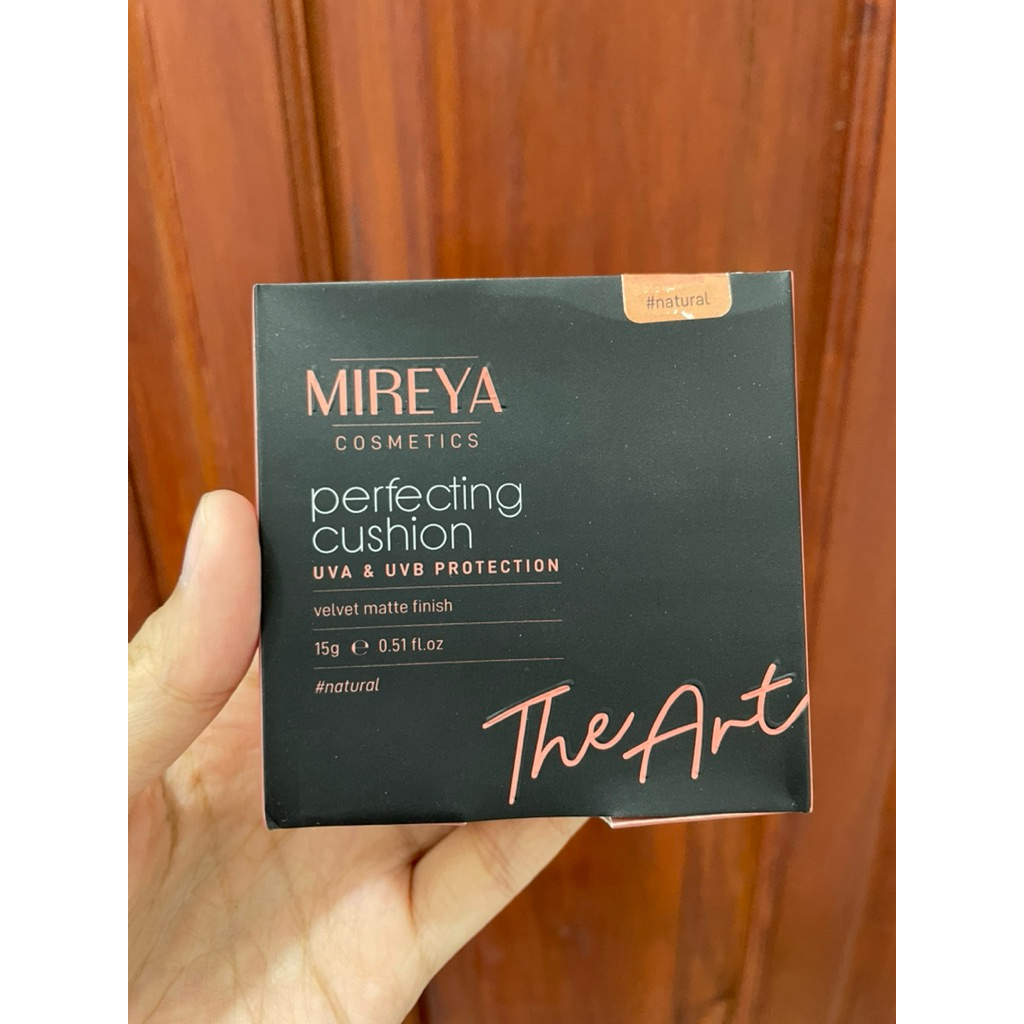 #natural
MIREYA
COSMETICS
perfecting
cushion
UVA & UVB PROTECTION
velvet matte finish
15g ℮ 0.51 fl.oz
#natural
The Art